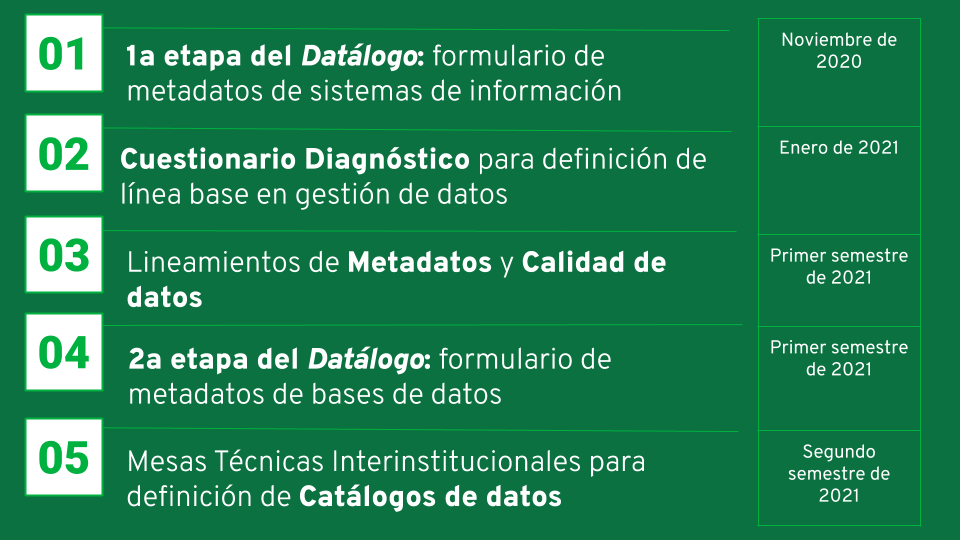 01
1a etapa del Datálogo: formulario de
metadatos de sistemas de información
Noviembre de
2020
02
Cuestionario Diagnóstico para definición de
línea base en gestión de datos
Enero de 2021
03
Lineamientos de Metadatos y Calidad de
datos
Primer semestre
de 2021
04
2a etapa del Datálogo: formulario de
metadatos de bases de datos
Primer semestre
de 2021
05
Mesas Técnicas Interinstitucionales para
definición de Catálogos de datos
Segundo
semestre de
2021